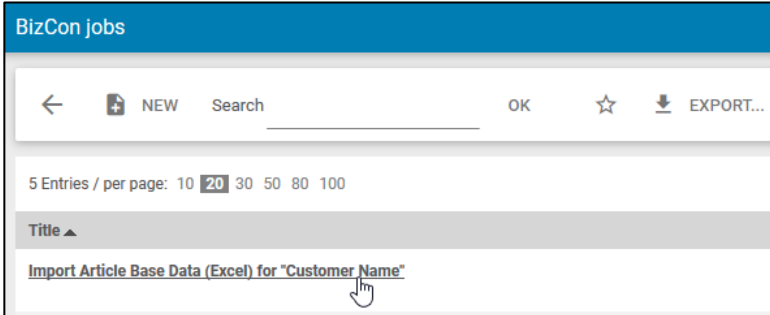 BizCon jobs
NEW Search OK EXPORT...
5 Entries / per page: 10 20 30 50 80 100
Title
Import Article Base Data (Excel) for "Customer Name"